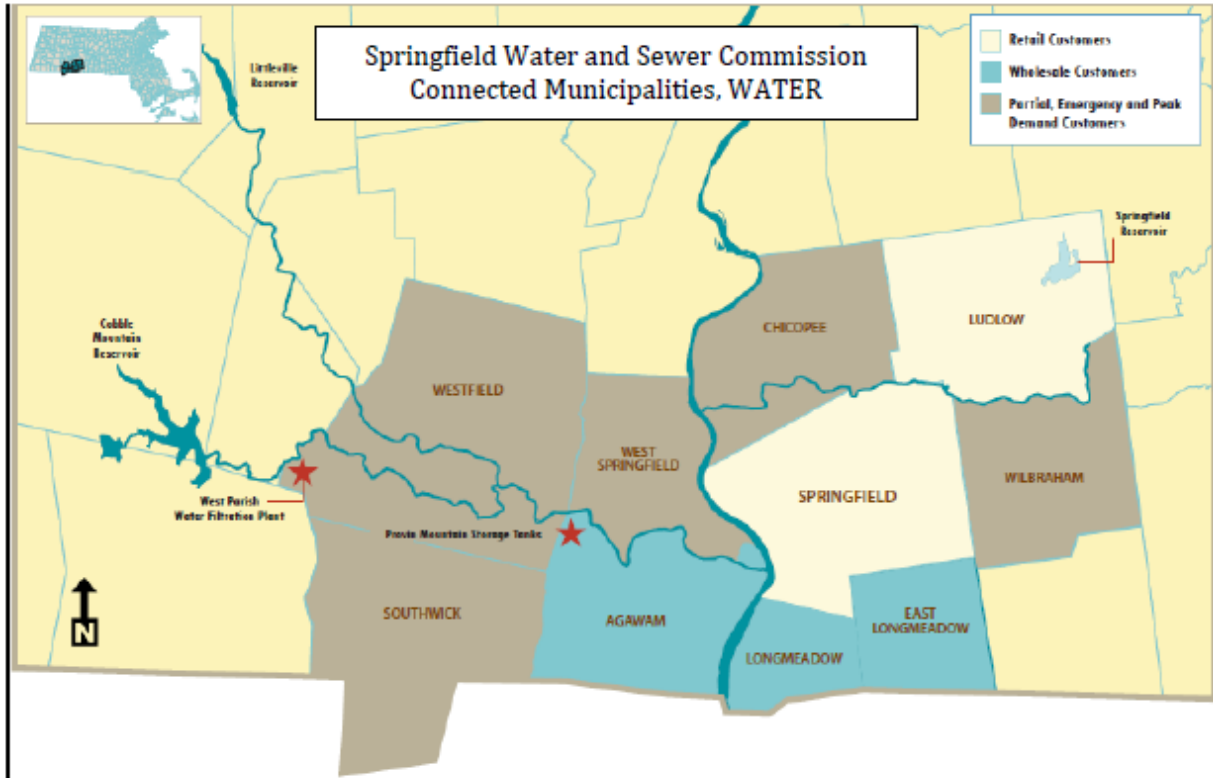 Springfield Water and Sewer Commission
Connected Municipalities, WATER
Retail Customers
Wholesale Customers
Partial, Emergency and Peak
Demand Customers
Littleville
Reservoir
Springfield
Reservoir
CHICOPEE
LUDLOW
Cobble
Mountain
Reservoir
WESTFIELD
WEST
SPRINGFIELD
SPRINGFIELD
WILBRAHAM
West Parish
Water Filtration Plant
Provin Mountain Storage Tanks
SOUTHWICK
AGAWAM
EAST
LONGMEADOW
LONGMEADOW
N